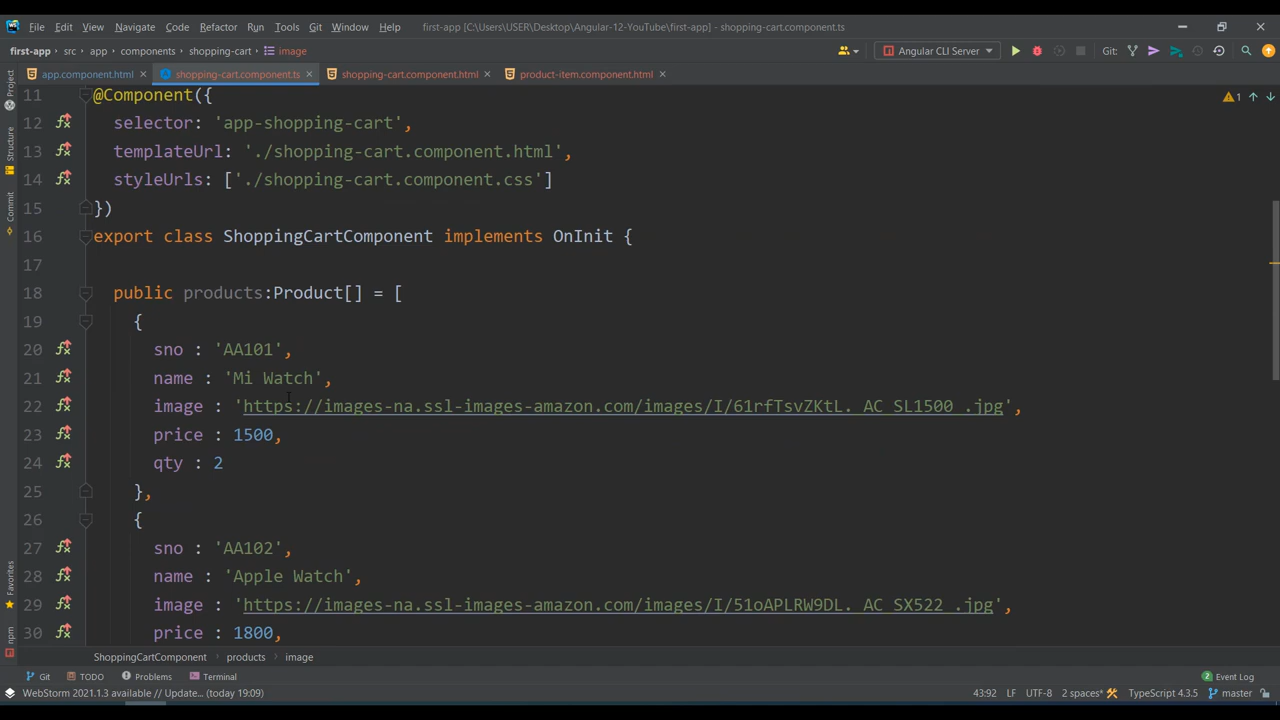 File Edit View Navigate Code Refactor Run Tools Git Window Help first-app [C:\Users\USER\Desktop\Angular-12-YouTube\first-app] - shopping-cart.component.ts
first-app src app components shopping-cart image Angular CLI Server Git:
app.component.html shopping-cart.component.ts shopping-cart.component.html product-item.component.html
Project
Structure
Commit
Favorites
npm
1
11 @Component({
12 selector: 'app-shopping-cart',
13 templateUrl: './shopping-cart.component.html',
14 styleUrls: ['./shopping-cart.component.css']
15 })
16 export class ShoppingCartComponent implements OnInit {
17
18 public products:Product[] = [
19 {
20 sno : 'AA101',
21 name : 'Mi Watch',
22 image : 'https://images-na.ssl-images-amazon.com/images/I/61rfTsvZKtL._AC_SL1500_.jpg',
23 price : 1500,
24 qty : 2
25 },
26 {
27 sno : 'AA102',
28 name : 'Apple Watch',
29 image : 'https://images-na.ssl-images-amazon.com/images/I/51oAPLRW9DL._AC_SX522_.jpg',
30 price : 1800,
ShoppingCartComponent products image
Git TODO Problems Terminal 2 Event Log
WebStorm 2021.1.3 available // Update... (today 19:09) 43:92 LF UTF-8 2 spaces* TypeScript 4.3.5 master